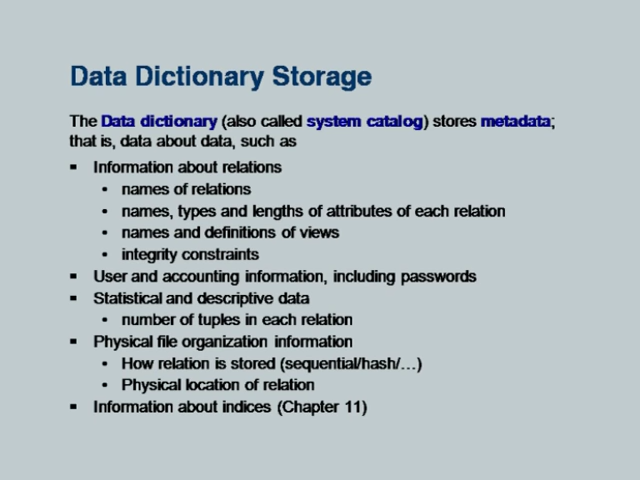 Data Dictionary Storage
The Data dictionary (also called system catalog) stores metadata;
that is, data about data, such as
▪ Information about relations
• names of relations
• names, types and lengths of attributes of each relation
• names and definitions of views
• integrity constraints
▪ User and accounting information, including passwords
▪ Statistical and descriptive data
• number of tuples in each relation
▪ Physical file organization information
• How relation is stored (sequential/hash/…)
• Physical location of relation
▪ Information about indices (Chapter 11)